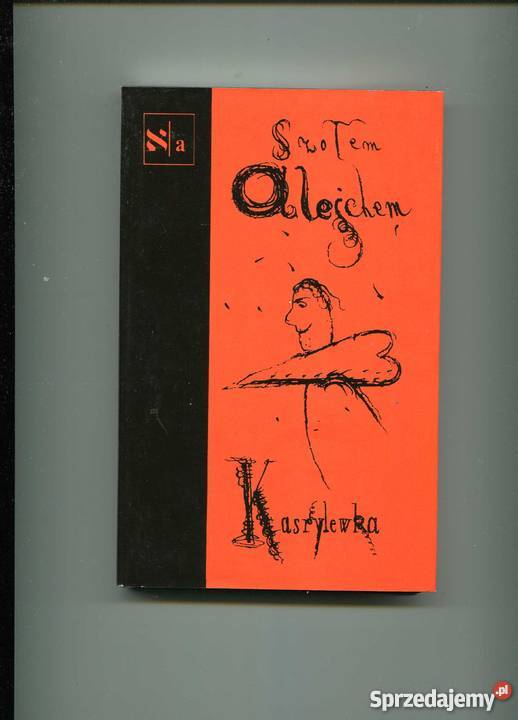 א/a
Szolem
Alejchem
Kasrylewka
Sprzedajemy.pl